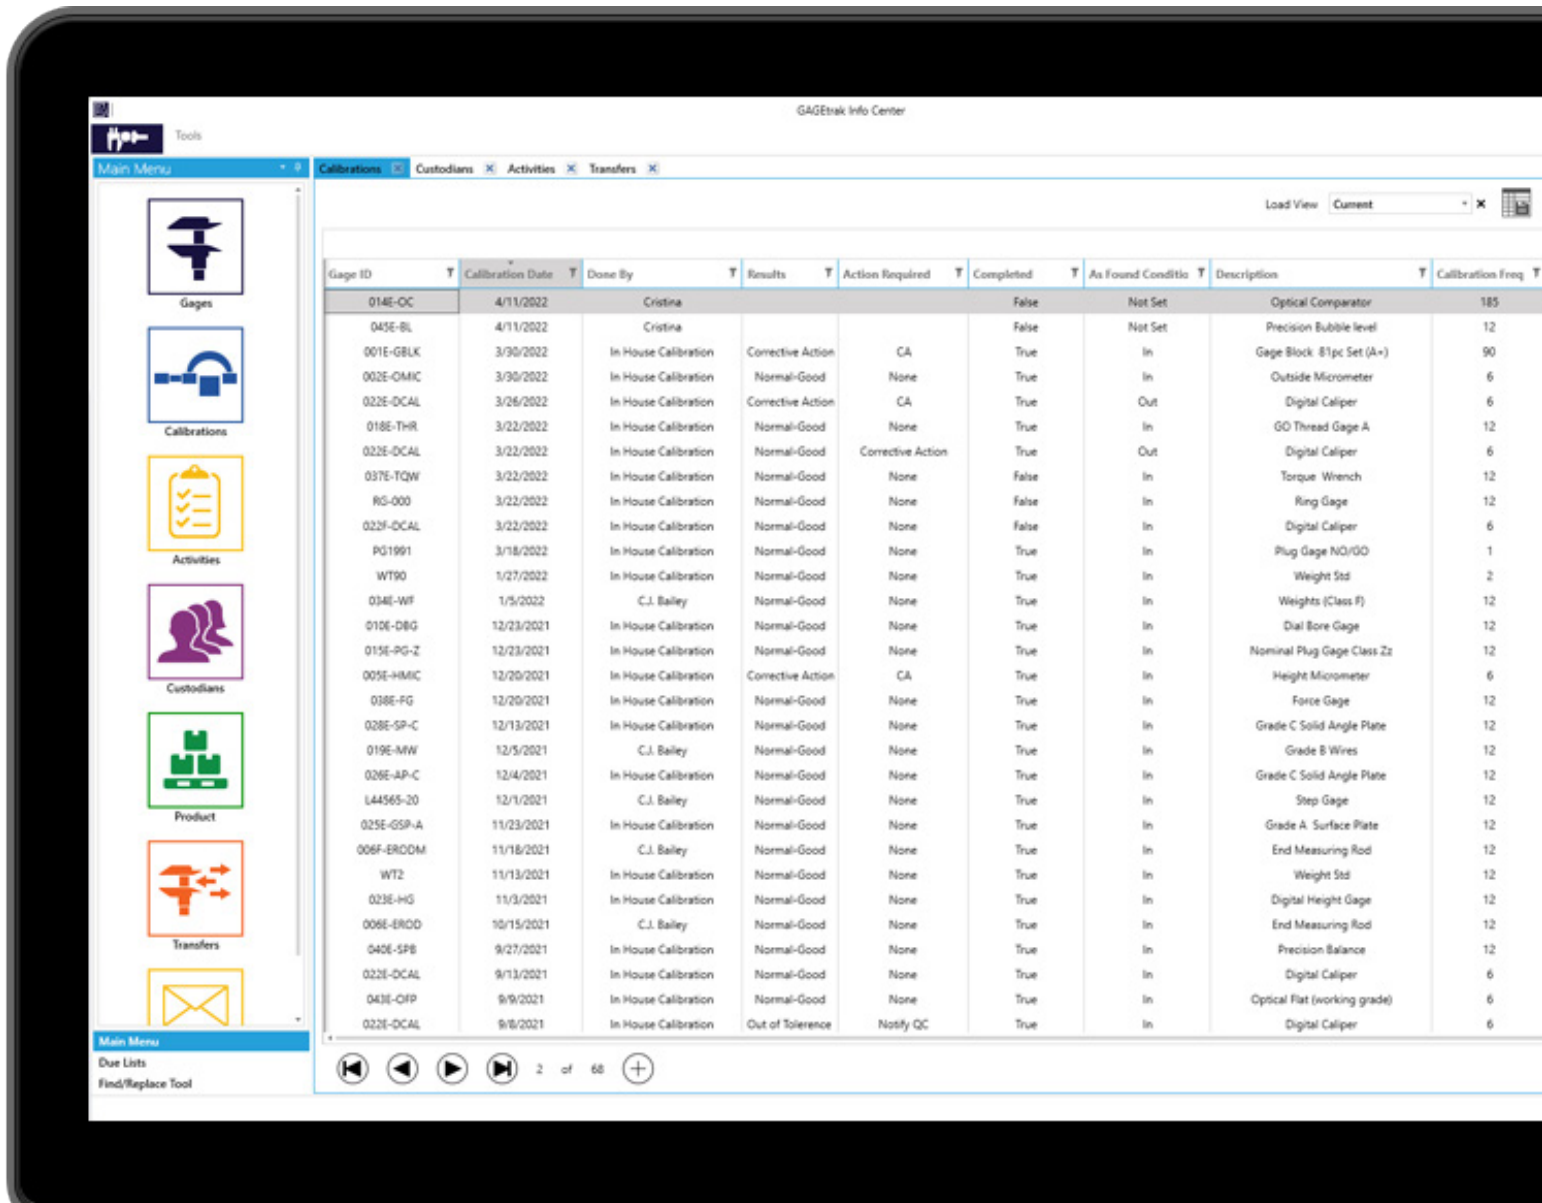 GAGEtrak Info Center
Tools
Main Menu
Calibrations Custodians Activities Transfers
Gages
Calibrations
Activities
Custodians
Product
Transfers
Main Menu
Due Lists
Find/Replace Tool
Load View Current
Gage ID Calibration Date Done By Results Action Required Completed As Found Conditio Description Calibration Freq
014E-OC 4/11/2022 Cristina False Not Set Optical Comparator 185
045E-BL 4/11/2022 Cristina False Not Set Precision Bubble level 12
001E-GBLK 3/30/2022 In House Calibration Corrective Action CA True In Gage Block 81pc Set (A+) 90
002E-OMIC 3/30/2022 In House Calibration Normal-Good None True In Outside Micrometer 6
022E-DCAL 3/26/2022 In House Calibration Corrective Action CA True Out Digital Caliper 6
018E-THR 3/22/2022 In House Calibration Normal-Good None True In GO Thread Gage A 12
022E-DCAL 3/22/2022 In House Calibration Normal-Good Corrective Action True Out Digital Caliper 6
037E-TQW 3/22/2022 In House Calibration Normal-Good None False In Torque Wrench 12
RG-000 3/22/2022 In House Calibration Normal-Good None False In Ring Gage 12
022F-DCAL 3/22/2022 In House Calibration Normal-Good None False In Digital Caliper 6
PG1991 3/18/2022 In House Calibration Normal-Good None True In Plug Gage NO/GO 1
WT90 1/27/2022 In House Calibration Normal-Good None True In Weight Std 2
034E-WF 1/5/2022 C.J. Bailey Normal-Good None True In Weights (Class F) 12
010E-DBG 12/23/2021 In House Calibration Normal-Good None True In Dial Bore Gage 12
015E-PG-Z 12/23/2021 In House Calibration Normal-Good None True In Nominal Plug Gage Class Zz 12
005E-HMIC 12/20/2021 In House Calibration Corrective Action CA True In Height Micrometer 6
038E-FG 12/20/2021 In House Calibration Normal-Good None True In Force Gage 12
028E-SP-C 12/13/2021 In House Calibration Normal-Good None True In Grade C Solid Angle Plate 12
019E-MW 12/5/2021 C.J. Bailey Normal-Good None True In Grade B Wires 12
026E-AP-C 12/4/2021 In House Calibration Normal-Good None True In Grade C Solid Angle Plate 12
L44565-20 12/1/2021 C.J. Bailey Normal-Good None True In Step Gage 12
025E-GSP-A 11/23/2021 In House Calibration Normal-Good None True In Grade A Surface Plate 12
006F-ERODM 11/18/2021 C.J. Bailey Normal-Good None True In End Measuring Rod 12
WT2 11/13/2021 In House Calibration Normal-Good None True In Weight Std 12
023E-HG 11/3/2021 In House Calibration Normal-Good None True In Digital Height Gage 12
006E-EROD 10/15/2021 C.J. Bailey Normal-Good None True In End Measuring Rod 12
040E-SPB 9/27/2021 In House Calibration Normal-Good None True In Precision Balance 12
022E-DCAL 9/13/2021 In House Calibration Normal-Good None True In Digital Caliper 6
043E-OFP 9/9/2021 In House Calibration Normal-Good None True In Optical Flat (working grade) 6
022E-DCAL 9/8/2021 In House Calibration Out of Tolerence Notify QC True In Digital Caliper 6
2 of 68